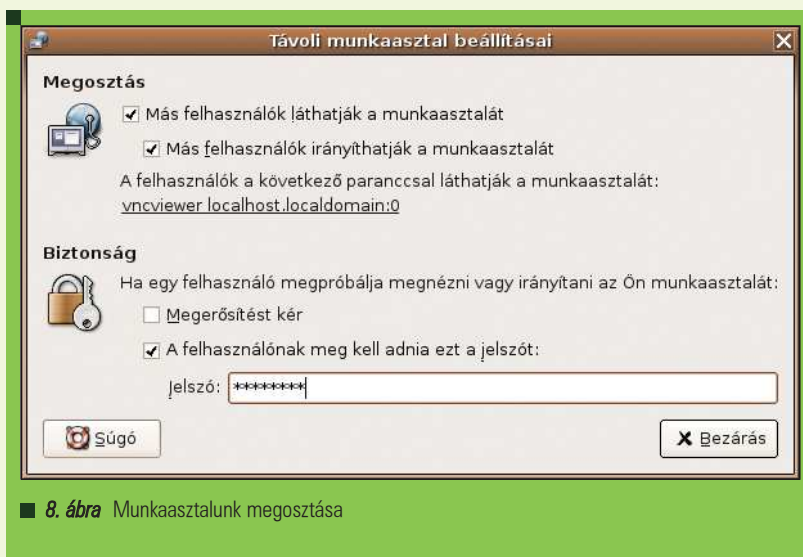 Távoli munkaasztal beállításai
Megosztás
Más felhasználók láthatják a munkaasztalát
Más felhasználók irányíthatják a munkaasztalát
A felhasználók a következő paranccsal láthatják a munkaasztalát:
vncviewer localhost.localdomain:0
Biztonság
Ha egy felhasználó megpróbálja megnézni vagy irányítani az Ön munkaasztalát:
Megerősítést kér
A felhasználónak meg kell adnia ezt a jelszót:
Jelszó: ********
Súgó
Bezárás
8. ábra Munkaasztalunk megosztása